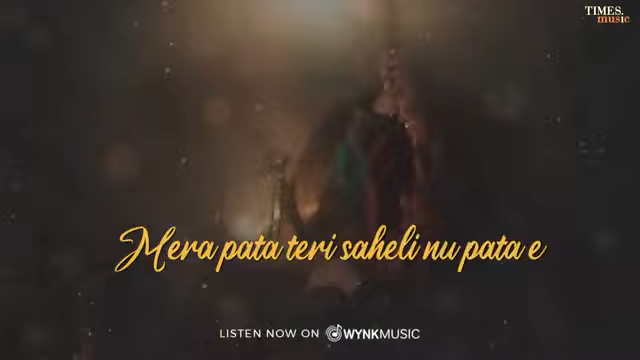 TIMES.
music
Mera pata teri saheli nu pata e
LISTEN NOW ON WYNKMUSIC